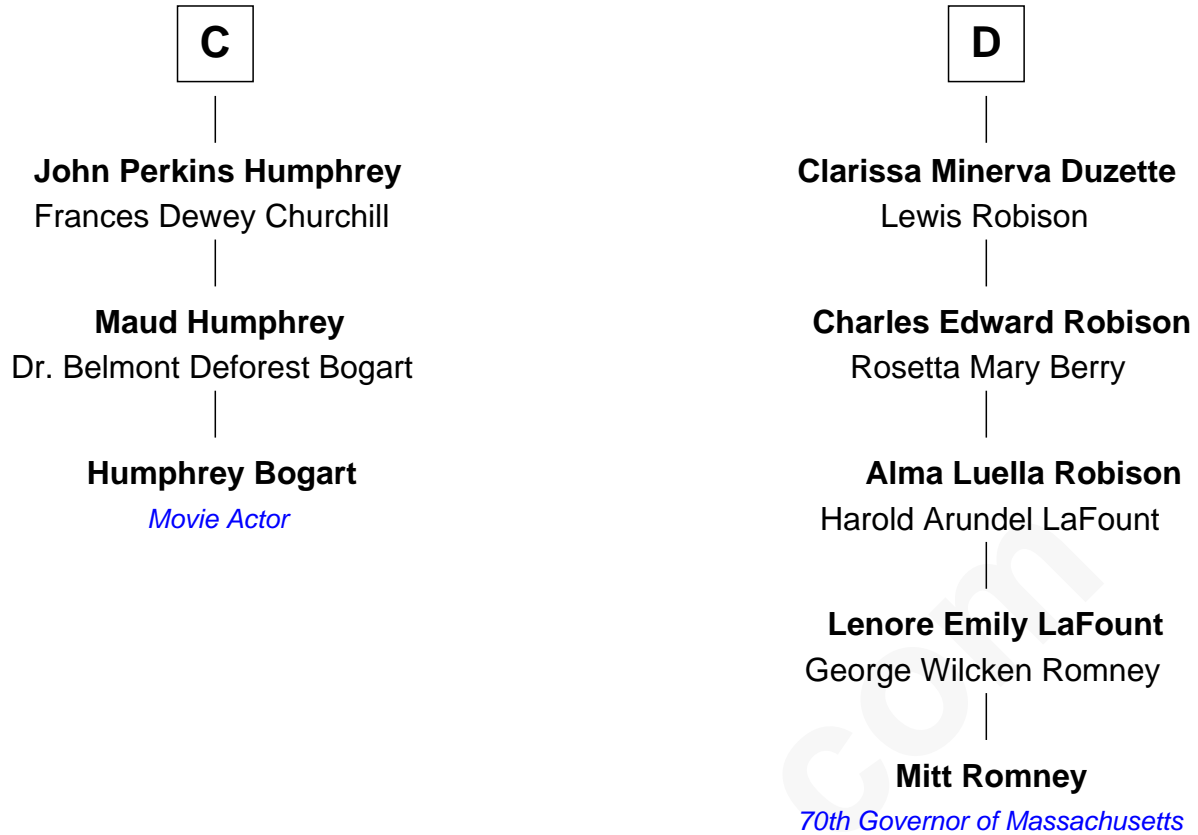 C
John Perkins Humphrey
Frances Dewey Churchill
Maud Humphrey
Dr. Belmont Deforest Bogart
Humphrey Bogart
Movie Actor
D
Clarissa Minerva Duzette
Lewis Robison
Charles Edward Robison
Rosetta Mary Berry
Alma Luella Robison
Harold Arundel LaFount
Lenore Emily LaFount
George Wilcken Romney
Mitt Romney
70th Governor of Massachusetts
com